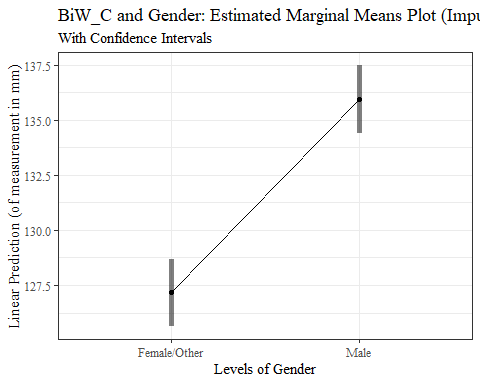 BiW_C and Gender: Estimated Marginal Means Plot
With Confidence Intervals
137.5
135.0
132.5
130.0
127.5
Linear Prediction (of measurement in mm)
Female/Other
Male
Levels of Gender